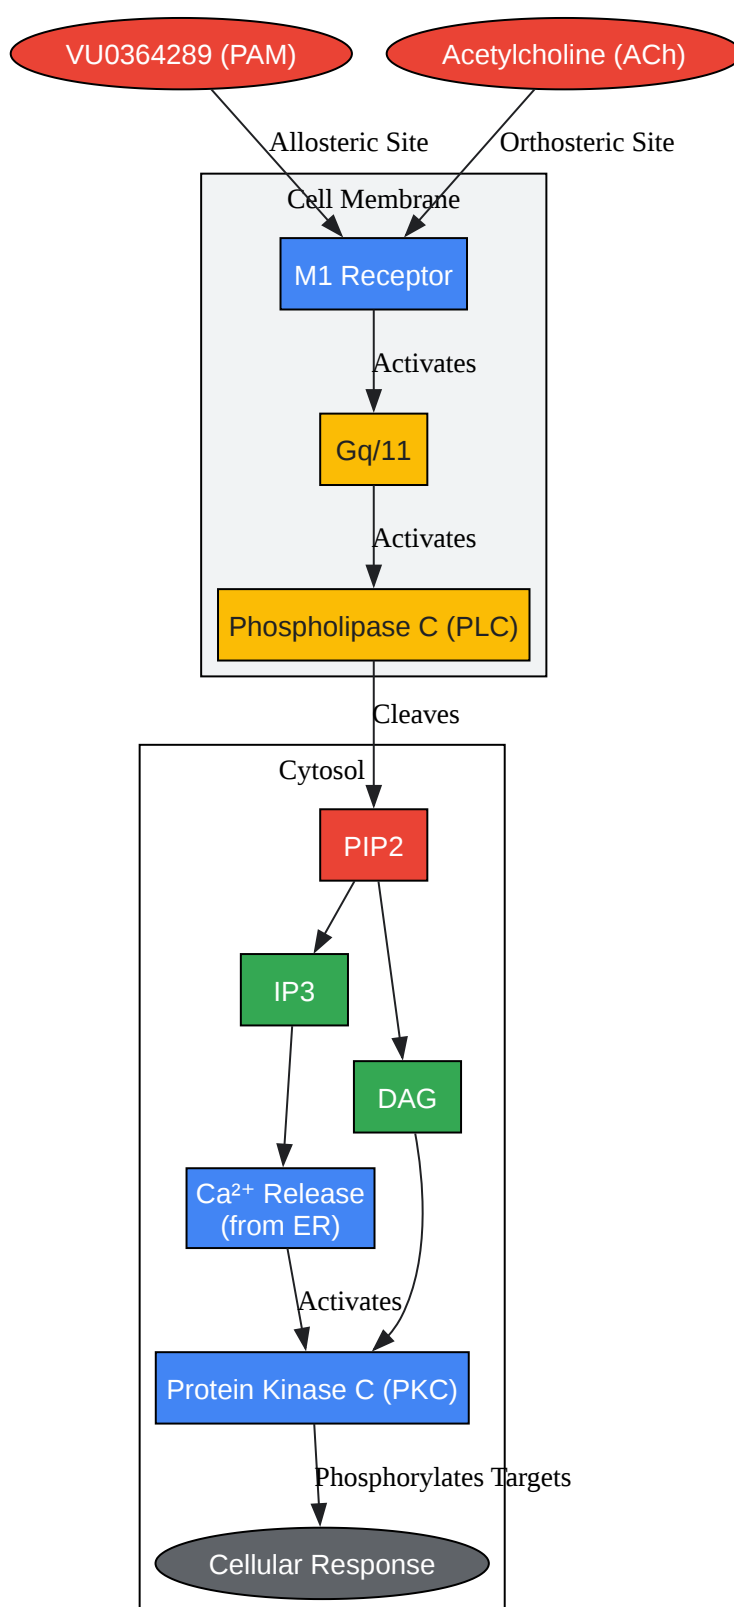 VU0364289 (PAM)
Acetylcholine (ACh)
Allosteric Site
Orthosteric Site
Cell Membrane
M1 Receptor
Activates
Gq/11
Activates
Phospholipase C (PLC)
Cleaves
Cytosol
PIP2
IP3
DAG
Ca²⁺ Release
(from ER)
Activates
Protein Kinase C (PKC)
Phosphorylates Targets
Cellular Response